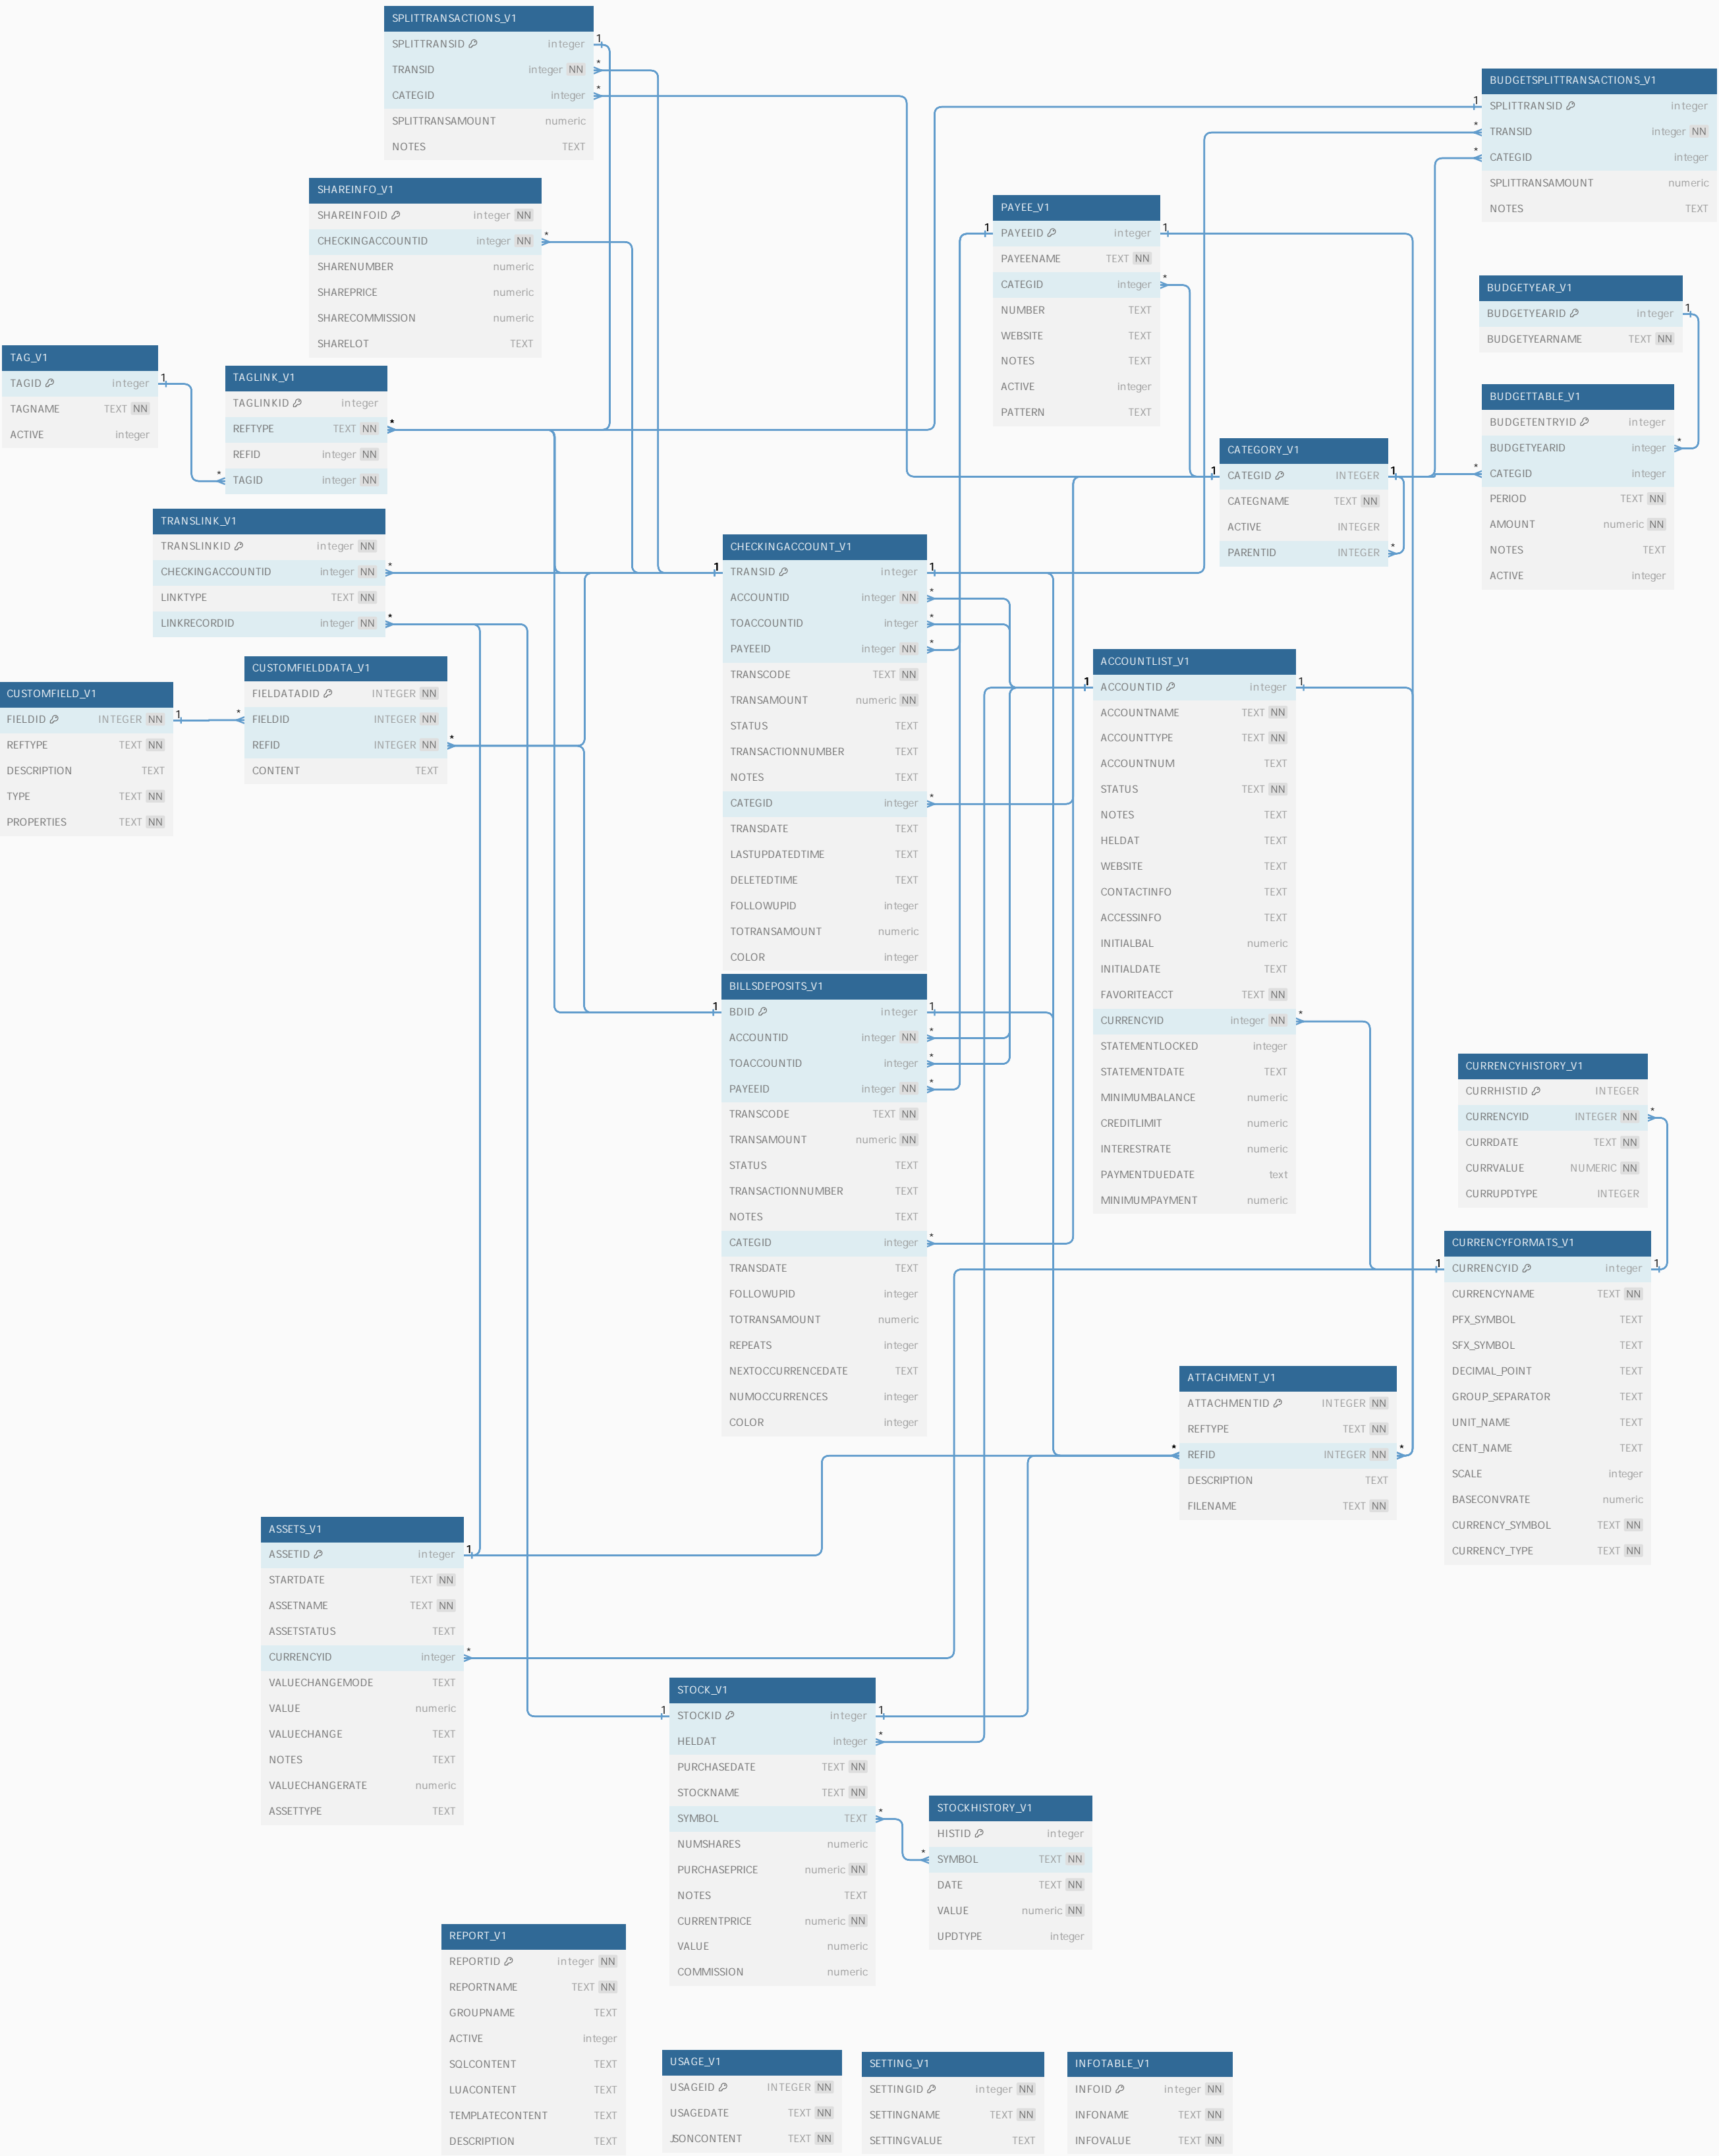 SPLITTRANSACTIONS_V1
SPLITTRANSID integer
TRANSID integer NN
CATEGID integer
SPLITTRANSAMOUNT numeric
NOTES TEXT
1
*
*
BUDGETSPLITTRANSACTIONS_V1
SPLITTRANSID integer
TRANSID integer NN
CATEGID integer
SPLITTRANSAMOUNT numeric
NOTES TEXT
1
*
*
SHAREINFO_V1
SHAREINFOID integer NN
CHECKINGACCOUNTID integer NN
SHARENUMBER numeric
SHAREPRICE numeric
SHARECOMMISSION numeric
SHARELOT TEXT
*
PAYEE_V1
PAYEEID integer
PAYEENAME TEXT NN
CATEGID integer
NUMBER TEXT
WEBSITE TEXT
NOTES TEXT
ACTIVE integer
PATTERN TEXT
1
1
*
BUDGETYEAR_V1
BUDGETYEARID integer
BUDGETYEARNAME TEXT NN
1
TAG_V1
TAGID integer
TAGNAME TEXT NN
ACTIVE integer
1
TAGLINK_V1
TAGLINKID integer
REFTYPE TEXT NN
REFID integer NN
TAGID integer NN
*
*
BUDGETTABLE_V1
BUDGETENTRYID integer
BUDGETYEARID integer
CATEGID integer
PERIOD TEXT NN
AMOUNT numeric NN
NOTES TEXT
ACTIVE integer
*
*
CATEGORY_V1
CATEGID INTEGER
CATEGNAME TEXT NN
ACTIVE INTEGER
PARENTID INTEGER
1
1
*
TRANSLINK_V1
TRANSLINKID integer NN
CHECKINGACCOUNTID integer NN
LINKTYPE TEXT NN
LINKRECORDID integer NN
*
*
CHECKINGACCOUNT_V1
TRANSID integer
ACCOUNTID integer NN
TOACCOUNTID integer
PAYEEID integer NN
TRANSCODE TEXT NN
TRANSAMOUNT numeric NN
STATUS TEXT
TRANSACTIONNUMBER TEXT
NOTES TEXT
CATEGID integer
TRANSDATE TEXT
LASTUPDATEDTIME TEXT
DELETEDTIME TEXT
FOLLOWUPID integer
TOTRANSAMOUNT numeric
COLOR integer
1
1
*
*
*
*
CUSTOMFIELD_V1
FIELDID INTEGER NN
REFTYPE TEXT NN
DESCRIPTION TEXT
TYPE TEXT NN
PROPERTIES TEXT NN
1
CUSTOMFIELDDATA_V1
FIELDATADID INTEGER NN
FIELDID INTEGER NN
REFID INTEGER NN
CONTENT TEXT
*
*
ACCOUNTLIST_V1
ACCOUNTID integer
ACCOUNTNAME TEXT NN
ACCOUNTTYPE TEXT NN
ACCOUNTNUM TEXT
STATUS TEXT NN
NOTES TEXT
HELDAT TEXT
WEBSITE TEXT
CONTACTINFO TEXT
ACCESSINFO TEXT
INITIALBAL numeric
INITIALDATE TEXT
FAVORITEACCT TEXT NN
CURRENCYID integer NN
STATEMENTLOCKED integer
STATEMENTDATE TEXT
MINIMUMBALANCE numeric
CREDITLIMIT numeric
INTERESTRATE numeric
PAYMENTDUEDATE text
MINIMUMPAYMENT numeric
1
1
*
BILLSDEPOSITS_V1
BDID integer
ACCOUNTID integer NN
TOACCOUNTID integer
PAYEEID integer NN
TRANSCODE TEXT NN
TRANSAMOUNT numeric NN
STATUS TEXT
TRANSACTIONNUMBER TEXT
NOTES TEXT
CATEGID integer
TRANSDATE TEXT
FOLLOWUPID integer
TOTRANSAMOUNT numeric
REPEATS integer
NEXTOCCURRENCEDATE TEXT
NUMOCCURRENCES integer
COLOR integer
1
1
*
*
*
*
CURRENCYHISTORY_V1
CURRHISTID INTEGER
CURRENCYID INTEGER NN
CURRDATE TEXT NN
CURRVALUE NUMERIC NN
CURRUPDTYPE INTEGER
*
CURRENCYFORMATS_V1
CURRENCYID integer
CURRENCYNAME TEXT NN
PFX_SYMBOL TEXT
SFX_SYMBOL TEXT
DECIMAL_POINT TEXT
GROUP_SEPARATOR TEXT
UNIT_NAME TEXT
CENT_NAME TEXT
SCALE integer
BASECONVRATE numeric
CURRENCY_SYMBOL TEXT NN
CURRENCY_TYPE TEXT NN
1
1
ATTACHMENT_V1
ATTACHMENTID INTEGER NN
REFTYPE TEXT NN
REFID INTEGER NN
DESCRIPTION TEXT
FILENAME TEXT NN
*
*
ASSETS_V1
ASSETID integer
STARTDATE TEXT NN
ASSETNAME TEXT NN
ASSETSTATUS TEXT
CURRENCYID integer
VALUECHANGEMODE TEXT
VALUE numeric
VALUECHANGE TEXT
NOTES TEXT
VALUECHANGERATE numeric
ASSETTYPE TEXT
1
*
STOCK_V1
STOCKID integer
HELDAT integer
PURCHASEDATE TEXT NN
STOCKNAME TEXT NN
SYMBOL TEXT
NUMSHARES numeric
PURCHASEPRICE numeric NN
NOTES TEXT
CURRENTPRICE numeric NN
VALUE numeric
COMMISSION numeric
1
1
*
*
STOCKHISTORY_V1
HISTID integer
SYMBOL TEXT NN
DATE TEXT NN
VALUE numeric NN
UPDTYPE integer
*
REPORT_V1
REPORTID integer NN
REPORTNAME TEXT NN
GROUPNAME TEXT
ACTIVE integer
SQLCONTENT TEXT
LUACONTENT TEXT
TEMPLATECONTENT TEXT
DESCRIPTION TEXT
USAGE_V1
USAGEID INTEGER NN
USAGEDATE TEXT NN
JSONCONTENT TEXT NN
SETTING_V1
SETTINGID integer NN
SETTINGNAME TEXT NN
SETTINGVALUE TEXT
INFOTABLE_V1
INFOID integer NN
INFONAME TEXT NN
INFOVALUE TEXT NN